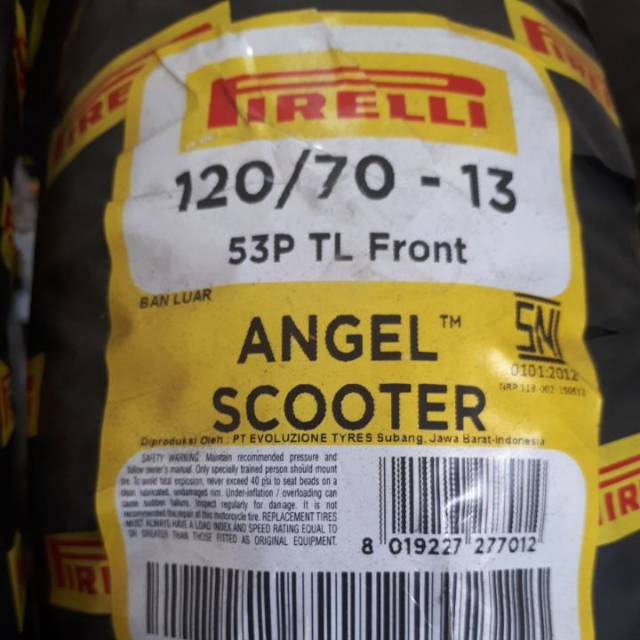 PIRELLI
120/70 - 13
53P TL Front
BAN LUAR
ANGEL™
SCOOTER
SNI
0101:2012
Diproduksi Oleh : PT EVOLUZIONE TYRES Subang, Jawa Barat-Indonesia
SAFETY WARNING Maintain recommended pressure and
follow owner's manual. Only specially trained person should mount
tire. To avoid fatal explosion, never exceed 40 psi to seat beads on a
clean, lubricated, undamaged rim. Under-inflation / overloading can
cause sudden failure. Inspect regularly for damage. It is not
recommended the repair of this motorcycle tire. REPLACEMENT TIRES
MUST ALWAYS HAVE A LOAD INDEX AND SPEED RATING EQUAL TO
OR GREATER THAN THOSE FITTED AS ORIGINAL EQUIPMENT.
8 019227 277012